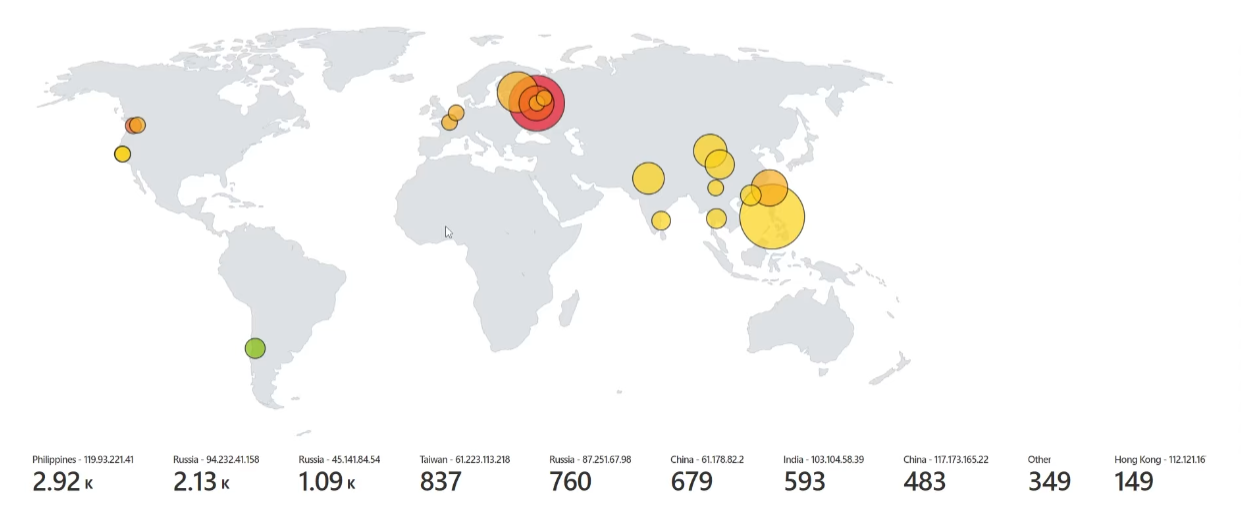 Philippines - 119.93.221.41 Russia - 94.232.41.158 Russia - 45.141.84.54 Taiwan - 61.223.113.218 Russia - 87.251.67.98 China - 61.178.82.2 India - 103.104.58.39 China - 117.173.165.22 Other Hong Kong - 112.121.16
2.92 K 2.13 K 1.09 K 837 760 679 593 483 349 149